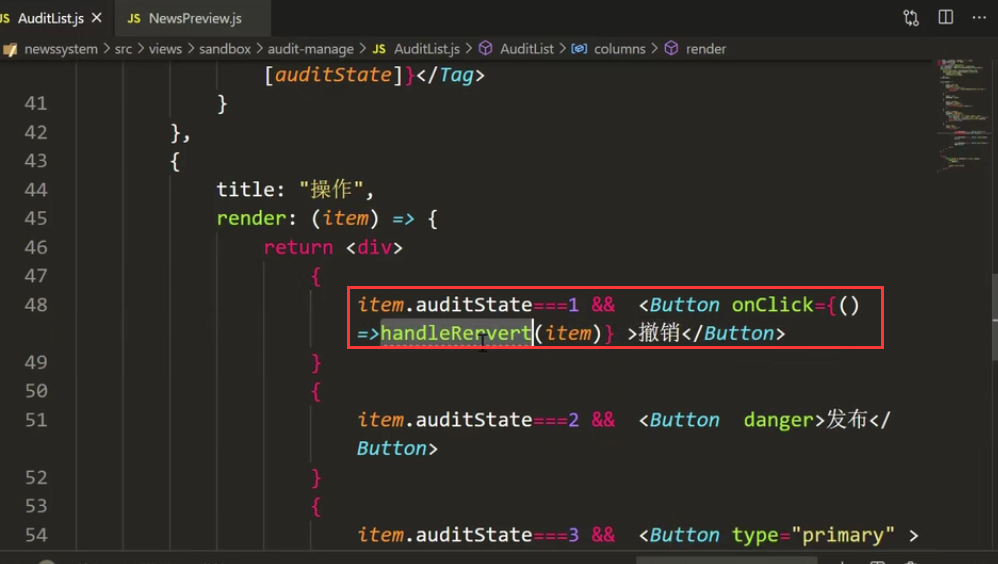 JS AuditList.js ×
JS NewsPreview.js
newssystem > src > views > sandbox > audit-manage > JS AuditList.js > AuditList > columns > render
[auditState]}</Tag>
41 }
42 },
43 {
44 title: "操作",
45 render: (item) => {
46 return <div>
47 {
48 item.auditState===1 && <Button onClick={()
=>handleRervert(item)} >撤销</Button>
49 }
50 {
51 item.auditState===2 && <Button danger>发布</
Button>
52 }
53 {
54 item.auditState===3 && <Button type="primary" >